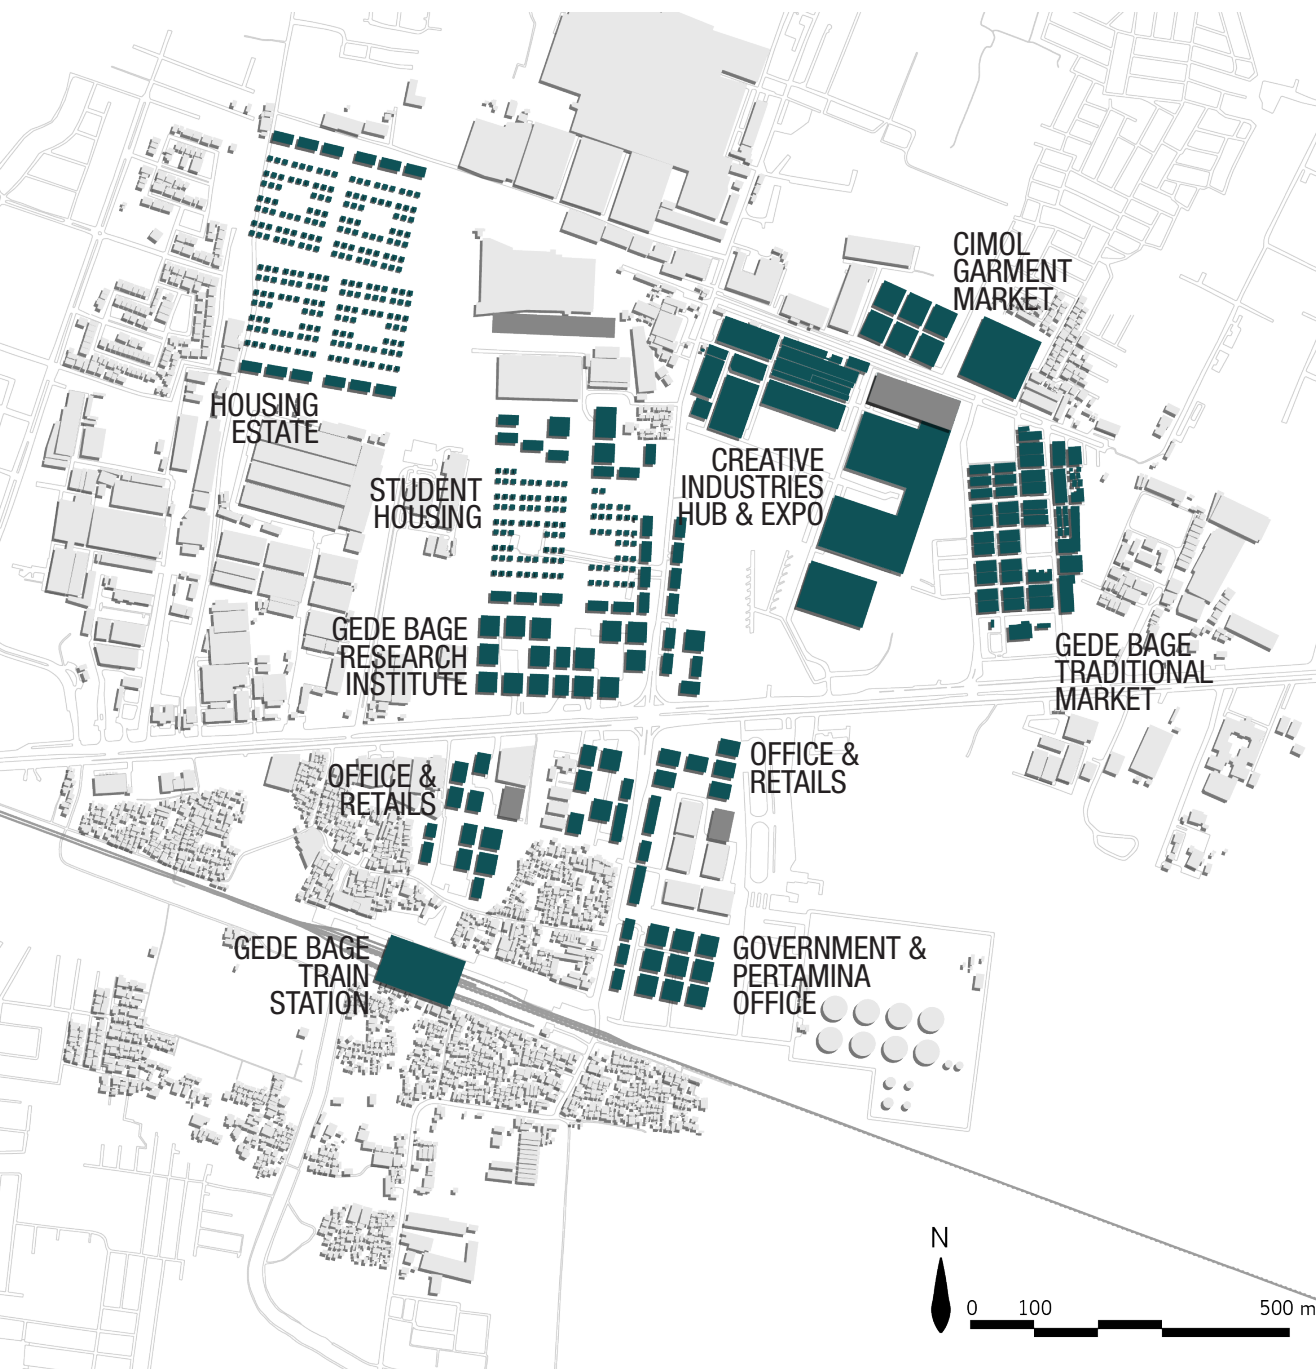 CIMOL
GARMENT
MARKET
HOUSING
ESTATE
CREATIVE
INDUSTRIES
HUB & EXPO
STUDENT
HOUSING
GEDE BAGE
RESEARCH
INSTITUTE
GEDE BAGE
TRADITIONAL
MARKET
OFFICE &
RETAILS
OFFICE &
RETAILS
GEDE BAGE
TRAIN
STATION
GOVERNMENT &
PERTAMINA
OFFICE
N
0 100 500 m